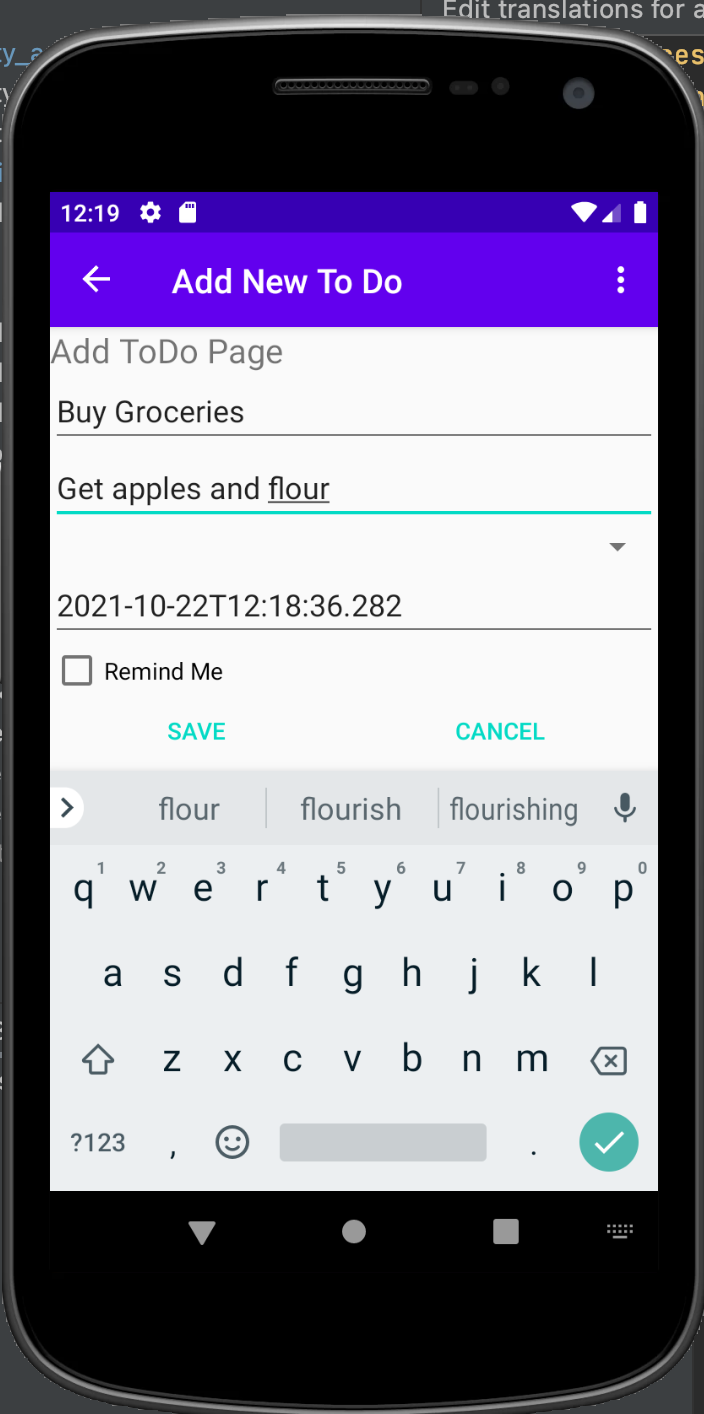 Edit translations for a
12:19
Add New To Do
Add ToDo Page
Buy Groceries
Get apples and flour
2021-10-22T12:18:36.282
Remind Me
SAVE CANCEL
flour flourish flourishing
1 2 3 4 5 6 7 8 9 0
q w e r t y u i o p
a s d f g h j k l
z x c v b n m
?123 , .